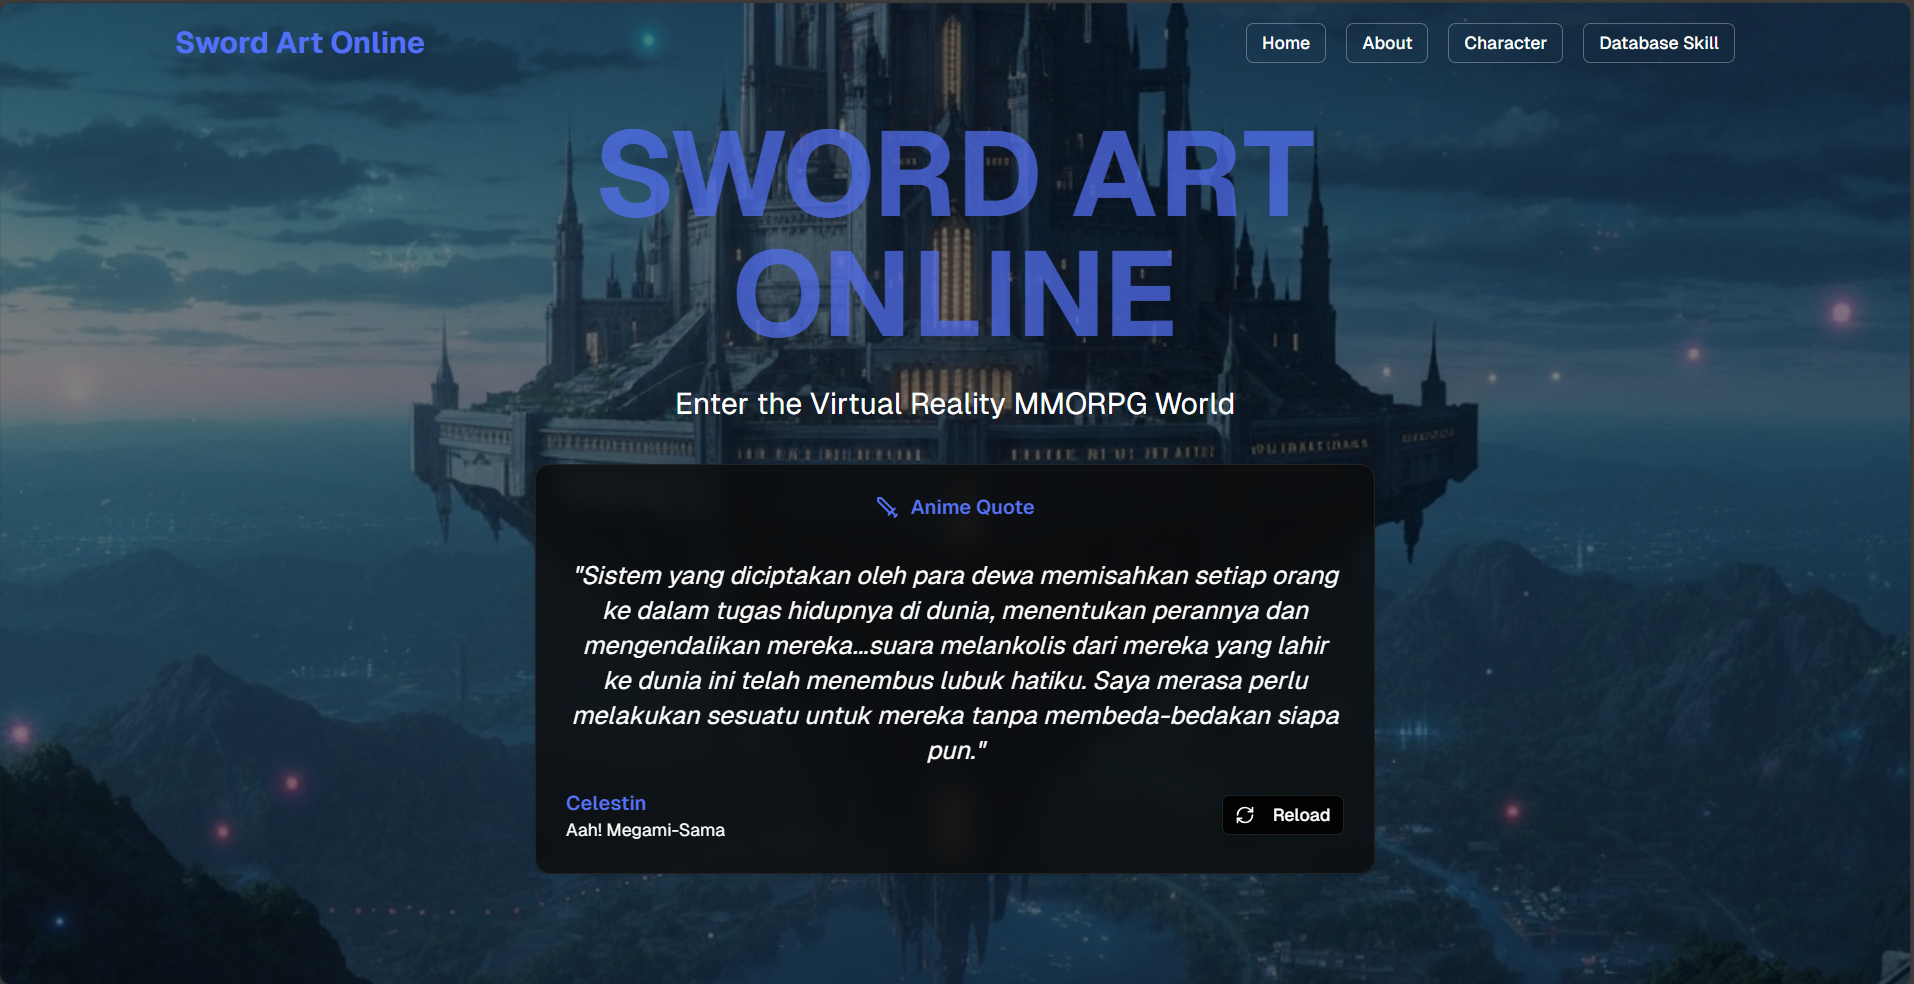 Sword Art Online
Home
About
Character
Database Skill
SWORD ART
ONLINE
Enter the Virtual Reality MMORPG World
Anime Quote
"Sistem yang diciptakan oleh para dewa memisahkan setiap orang
ke dalam tugas hidupnya di dunia, menentukan perannya dan
mengendalikan mereka...suara melankolis dari mereka yang lahir
ke dunia ini telah menembus lubuk hatiku. Saya merasa perlu
melakukan sesuatu untuk mereka tanpa membeda-bedakan siapa
pun."
Celestin
Aah! Megami-Sama
Reload